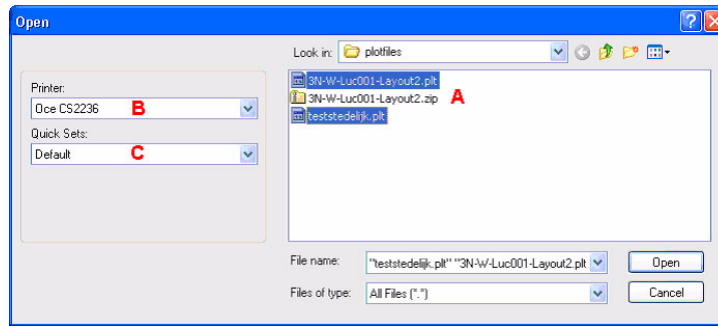 Open
Look in: plotfiles
Printer:
Oce CS2236 B
Quick Sets:
Default C
3N-W-Luc001-Layout2.plt
3N-W-Luc001-Layout2.zip A
teststedelijk.plt
File name: "teststedelijk.plt" "3N-W-Luc001-Layout2.plt Open
Files of type: All Files (*.*) Cancel